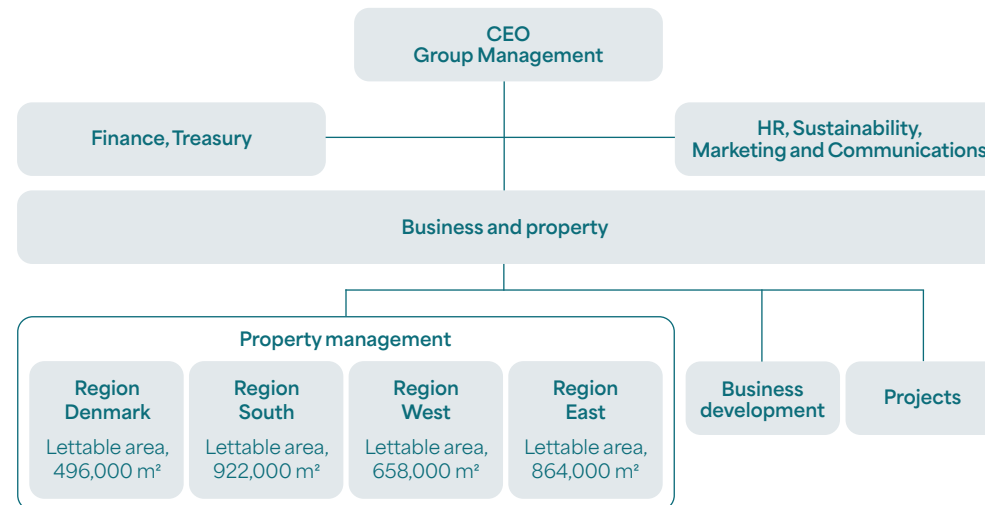 CEO
Group Management
Finance, Treasury
HR, Sustainability,
Marketing and Communications
Business and property
Property management
Region
Denmark
Lettable area,
496,000 m²
Region
South
Lettable area,
922,000 m²
Region
West
Lettable area,
658,000 m²
Region
East
Lettable area,
864,000 m²
Business
development
Projects